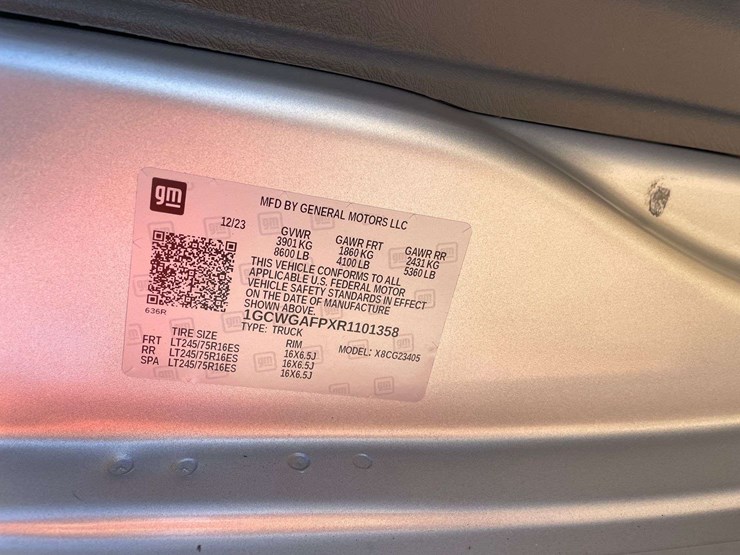 gm
MFD BY GENERAL MOTORS LLC
12/23
GVWR GAWR FRT GAWR RR
3901 KG 1860 KG 2431 KG
8600 LB 4100 LB 5360 LB
THIS VEHICLE CONFORMS TO ALL
APPLICABLE U.S. FEDERAL MOTOR
VEHICLE SAFETY STANDARDS IN EFFECT
ON THE DATE OF MANUFACTURE
SHOWN ABOVE.
636R
1GCWGAFPXR1101358
TYPE: TRUCK
TIRE SIZE RIM MODEL: X8CG23405
FRT LT245/75R16ES 16X6.5J
RR LT245/75R16ES 16X6.5J
SPA LT245/75R16ES 16X6.5J